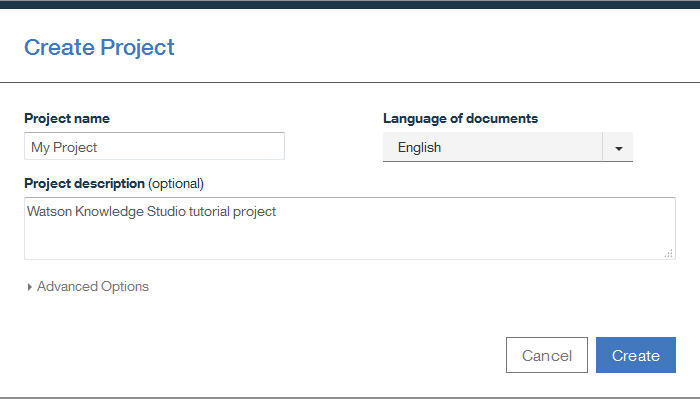 Create Project
Project name
Language of documents
My Project
English
Project description (optional)
Watson Knowledge Studio tutorial project
Advanced Options
Cancel
Create